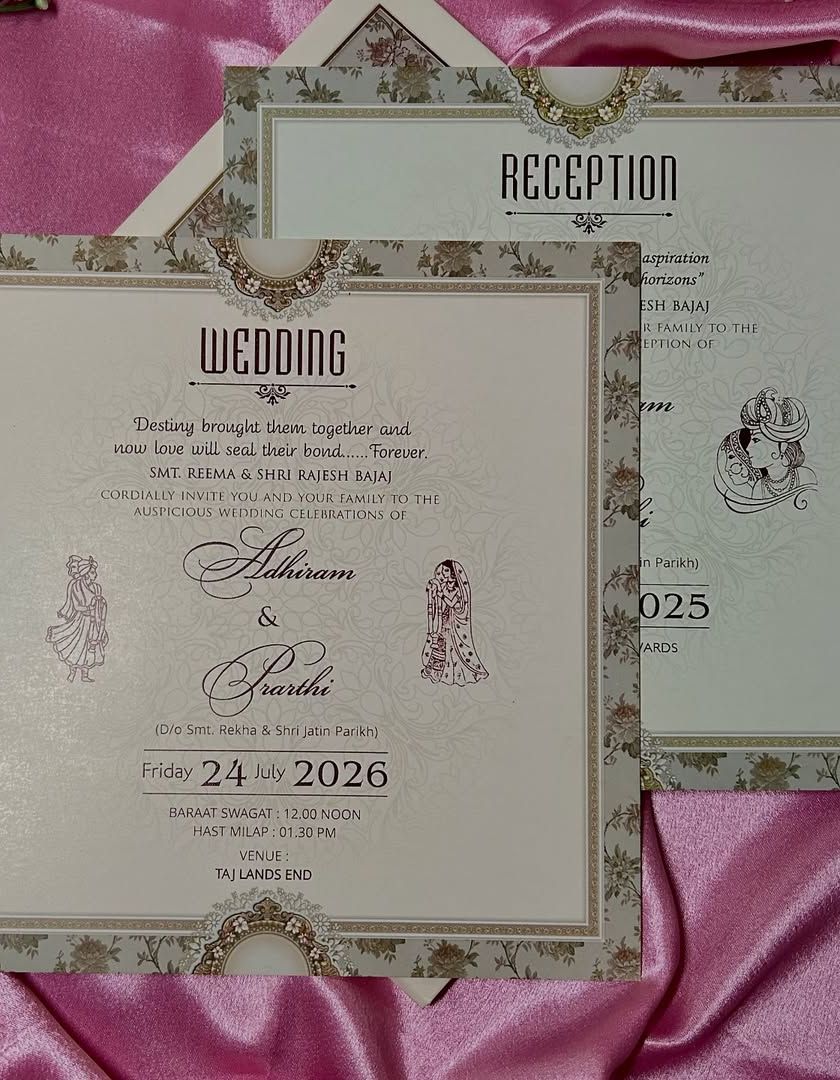 WEDDING
Destiny brought them together and
now love will seal their bond......Forever.
SMT. REEMA & SHRI RAJESH BAJAJ
CORDIALLY INVITE YOU AND YOUR FAMILY TO THE
AUSPICIOUS WEDDING CELEBRATIONS OF
Adhiram
&
Prarthi
(D/o Smt. Rekha & Shri Jatin Parikh)
Friday 24 July 2026
BARAAT SWAGAT : 12.00 NOON
HAST MILAP : 01.30 PM
VENUE :
TAJ LANDS END
RECEPTION
aspiration
horizons"
ESH BAJAJ
R FAMILY TO THE
EPTION OF
am
i
in Parikh)
025
ARDS